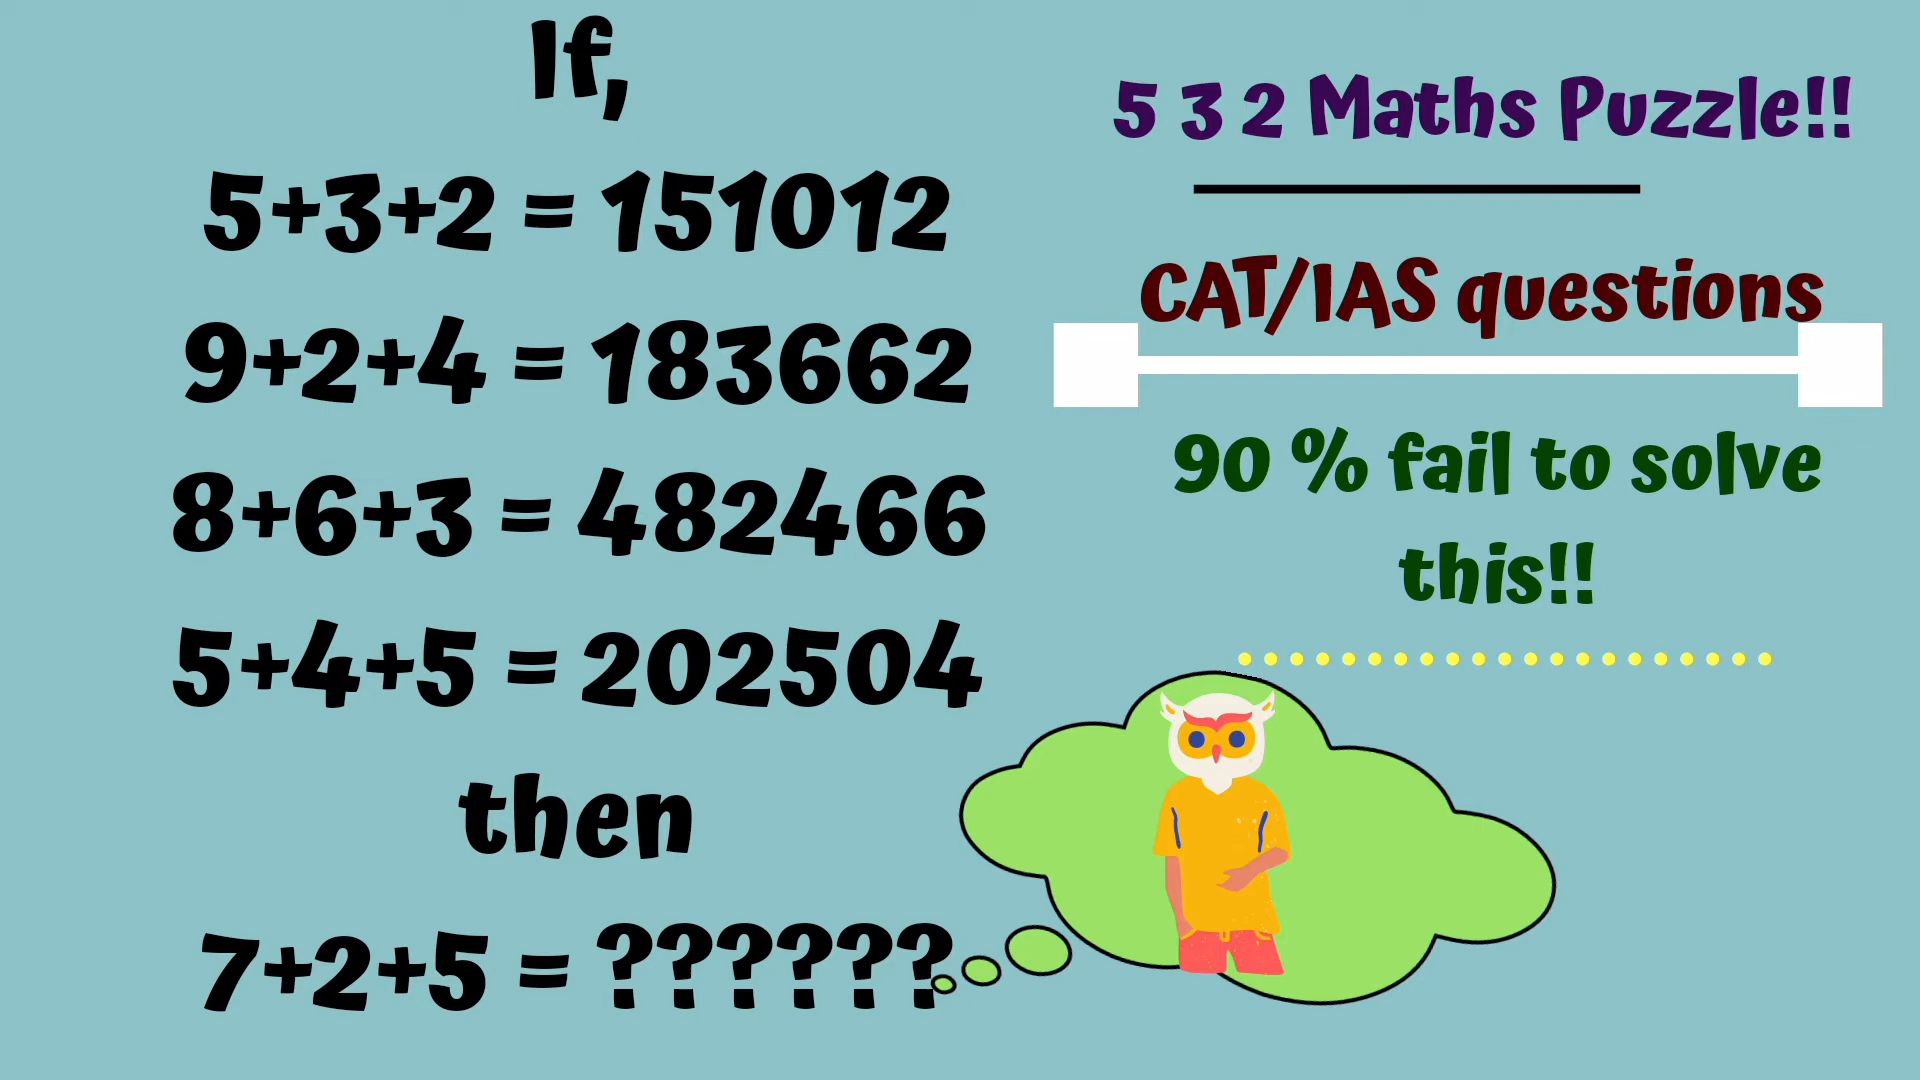 If,
5+3+2 = 151012
9+2+4 = 183662
8+6+3 = 482466
5+4+5 = 202504
then
7+2+5 = ??????
5 3 2 Maths Puzzle!!
CAT/IAS questions
90 % fail to solve
this!!